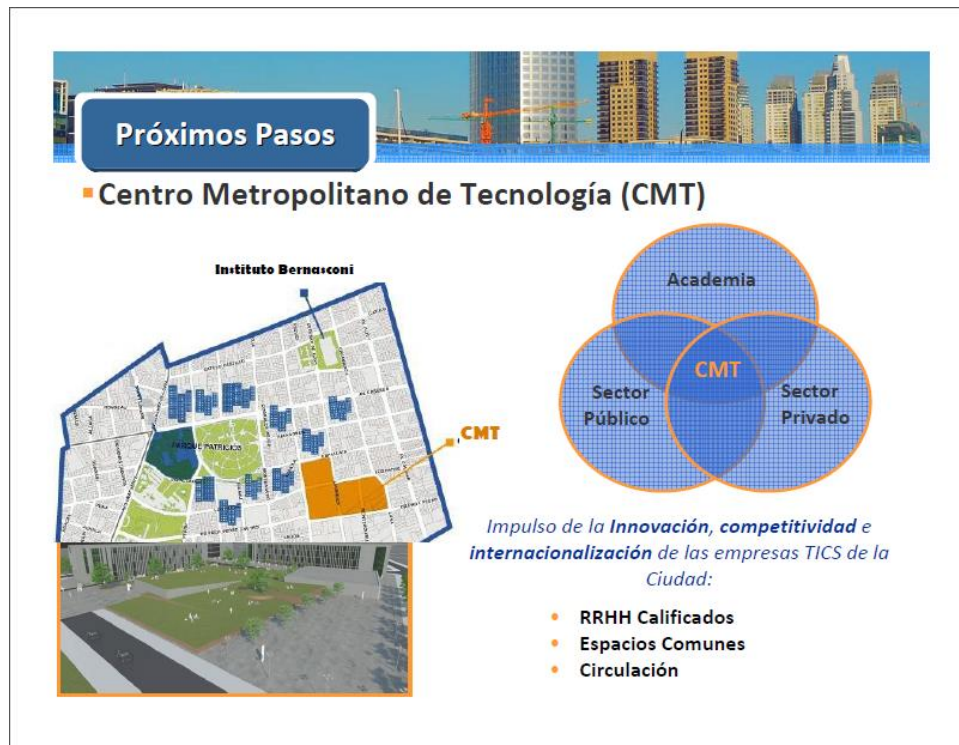 Próximos Pasos
Centro Metropolitano de Tecnología (CMT)
Instituto Bernasconi
PARQUE PATRICIOS
CMT
Academia
CMT
Sector
Público
Sector
Privado
Impulso de la Innovación, competitividad e
internacionalización de las empresas TICS de la
Ciudad:
• RRHH Calificados
• Espacios Comunes
• Circulación